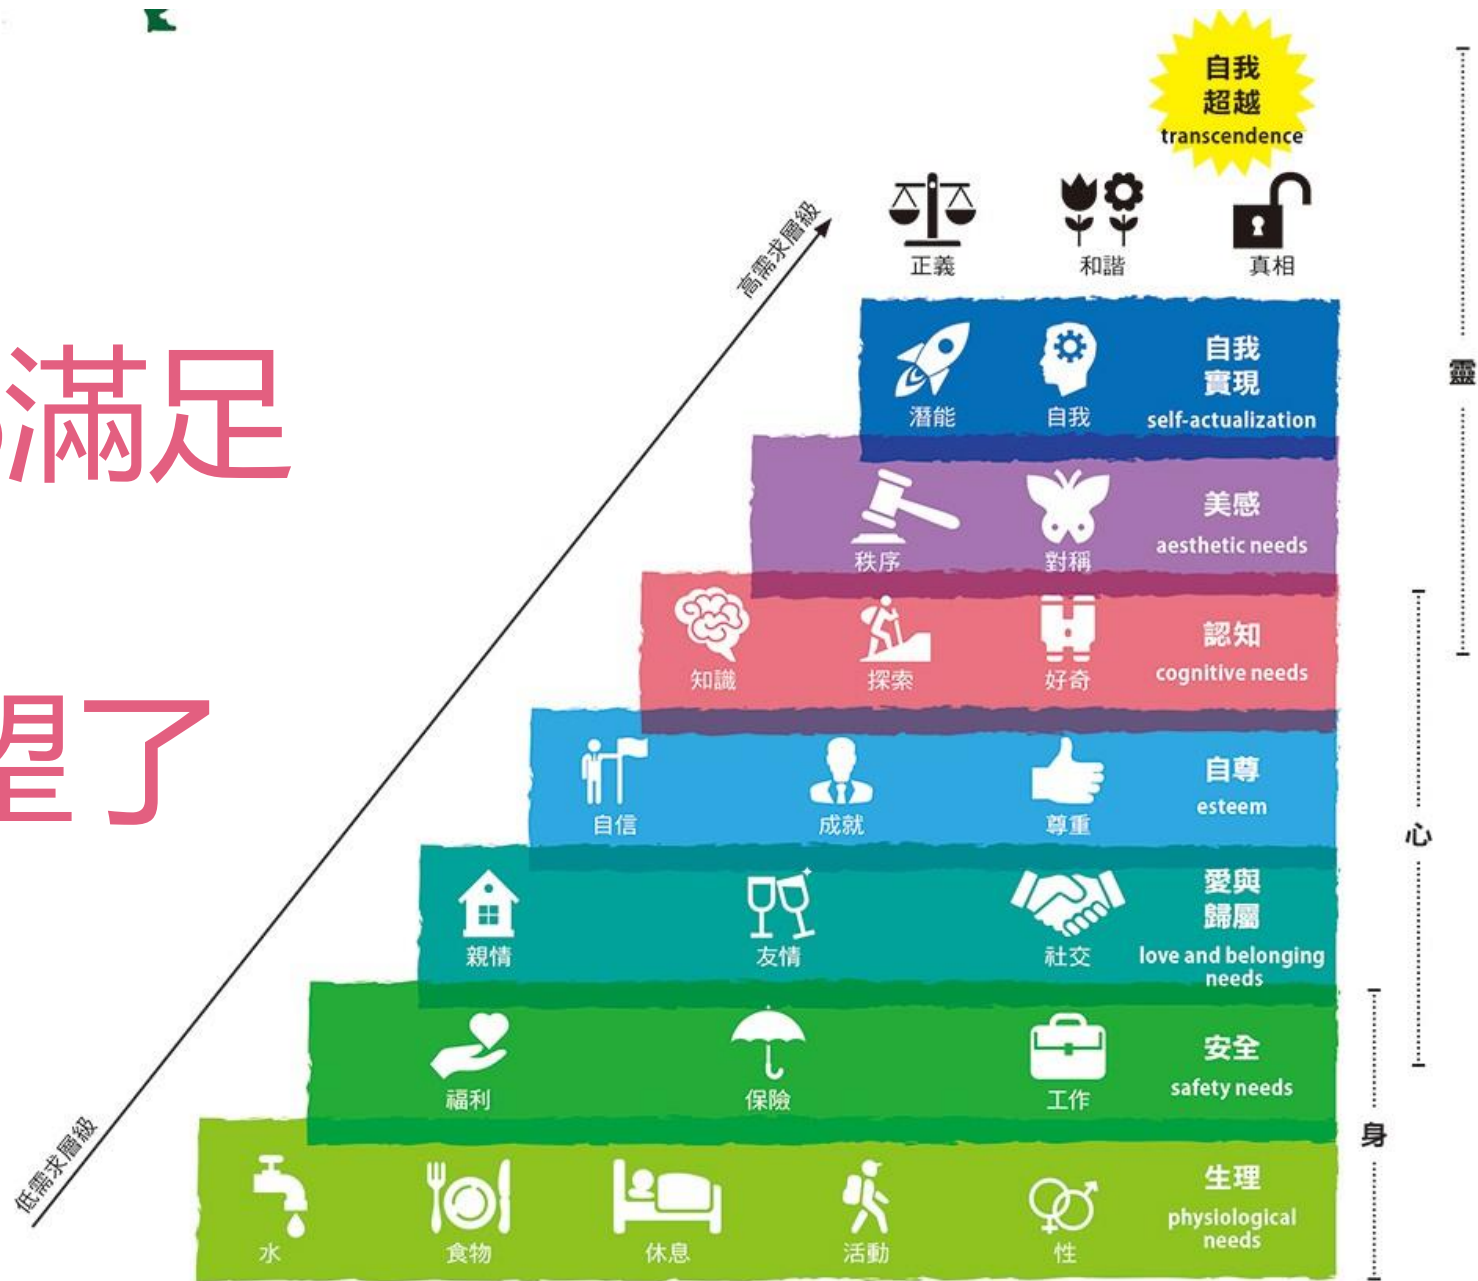 自我
超越
transcendence
正義
和諧
真相
高需求層級
潛能
自我
自我
實現
self-actualization
靈
滿足
秩序
對稱
美感
aesthetic needs
知識
探索
好奇
認知
cognitive needs
望了
自信
成就
尊重
自尊
esteem
心
親情
友情
社交
愛與
歸屬
love and belonging
needs
福利
保險
工作
安全
safety needs
身
低需求層級
水
食物
休息
活動
性
生理
physiological
needs